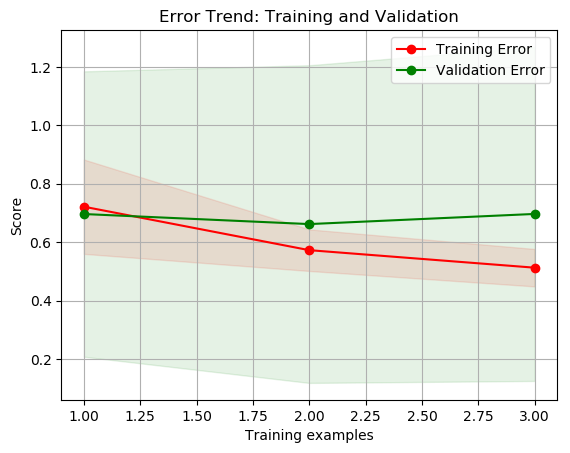 Error Trend: Training and Validation
Training Error
Validation Error
Score
1.2
1.0
0.8
0.6
0.4
0.2
1.00 1.25 1.50 1.75 2.00 2.25 2.50 2.75 3.00
Training examples